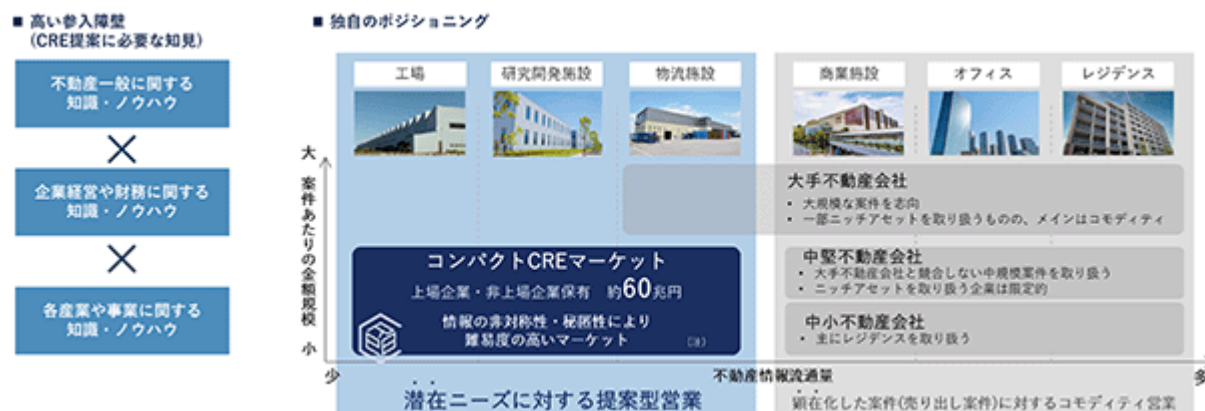 ■ 高い参入障壁
(CRE提案に必要な知見)
不動産一般に関する
知識・ノウハウ
×
企業経営や財務に関する
知識・ノウハウ
×
各産業や事業に関する
知識・ノウハウ
■ 独自のポジショニング
工場
研究開発施設
物流施設
商業施設
オフィス
レジデンス
大
案件あたりの金額規模
小
大手不動産会社
・ 大規模な案件を志向
・ 一部ニッチアセットを取り扱うものの、メインはコモディティ
コンパクトCREマーケット
上場企業・非上場企業保有 約60兆円
情報の非対称性・秘匿性により
難易度の高いマーケット (注)
中堅不動産会社
・ 大手不動産会社と競合しない中規模案件を取り扱う
・ ニッチアセットを取り扱う企業は限定的
中小不動産会社
・ 主にレジデンスを取り扱う
少
不動産情報流通量
多
潜在ニーズに対する提案型営業
顕在化した案件(売り出し案件)に対するコモディティ営業